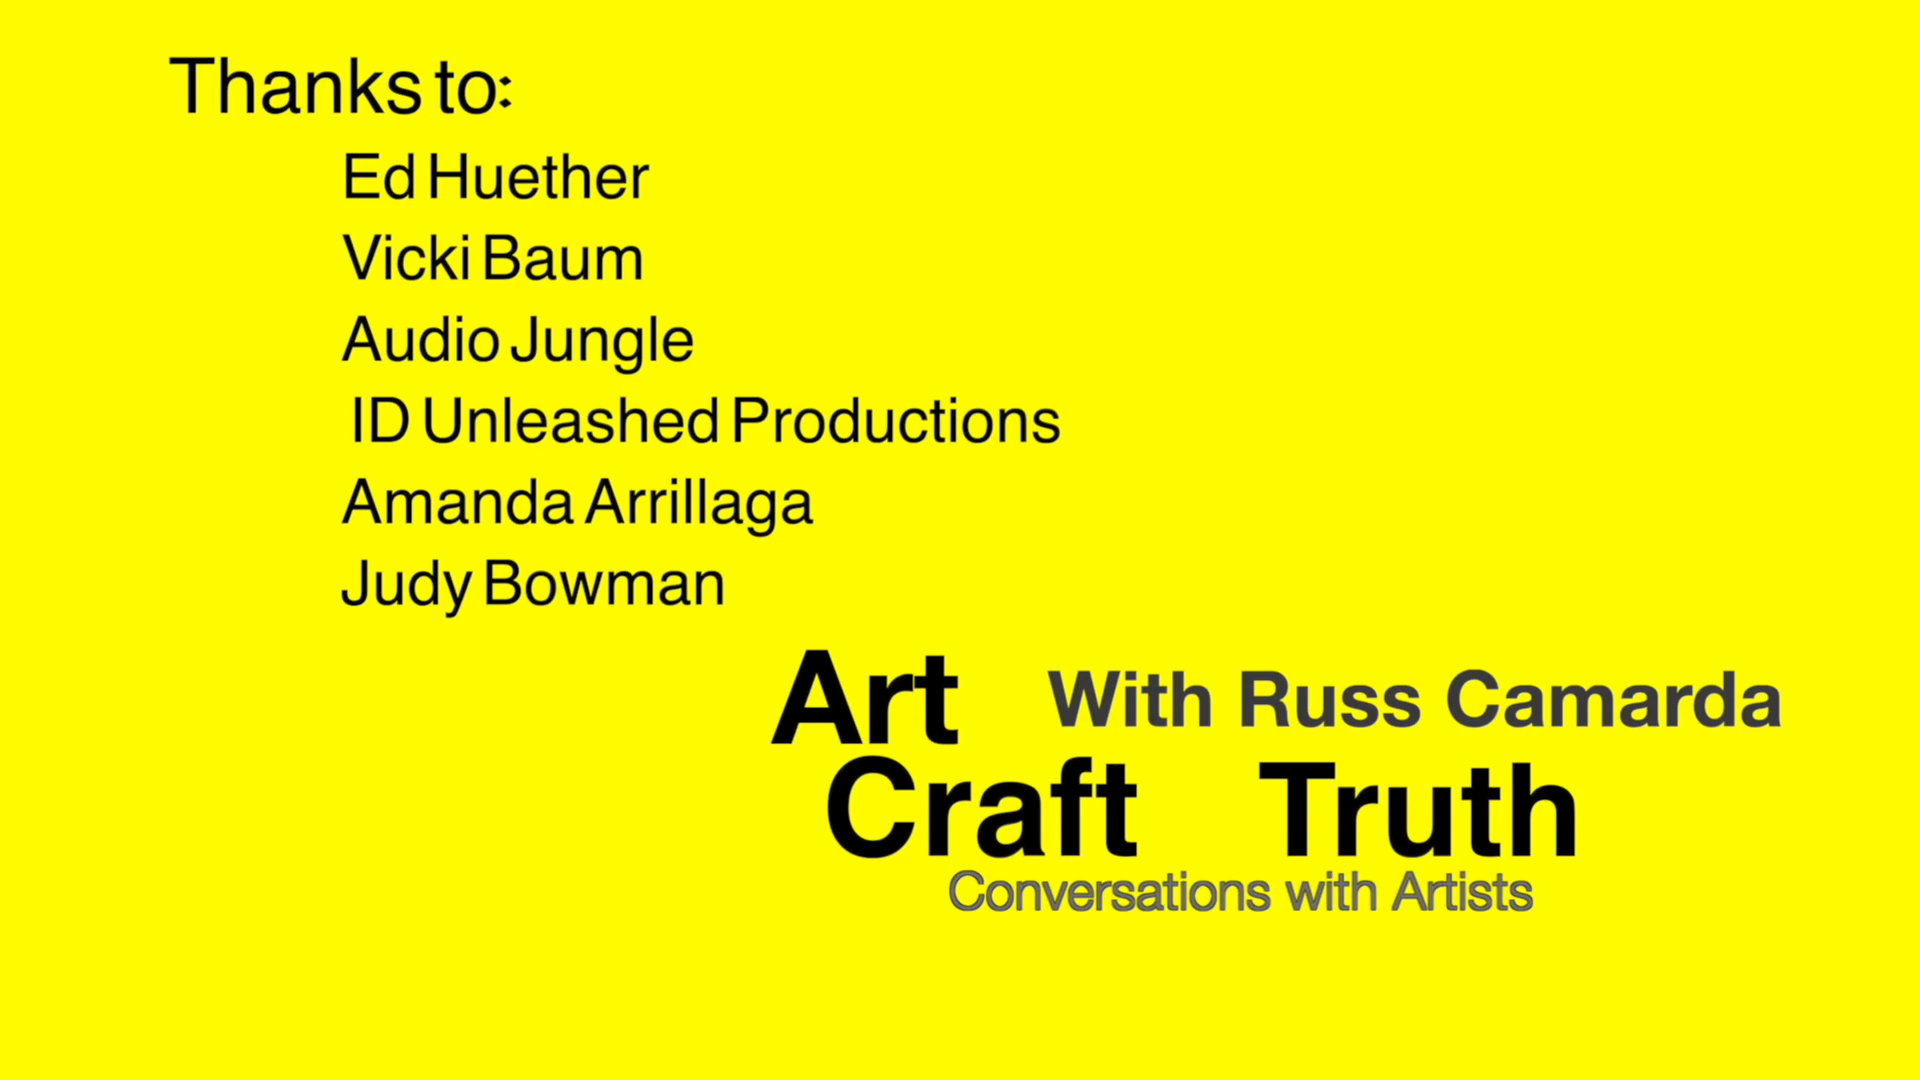 Thanks to:
Ed Huether
Vicki Baum
Audio Jungle
ID Unleashed Productions
Amanda Arrillaga
Judy Bowman
Art With Russ Camarda
Craft Truth
Conversations with Artists